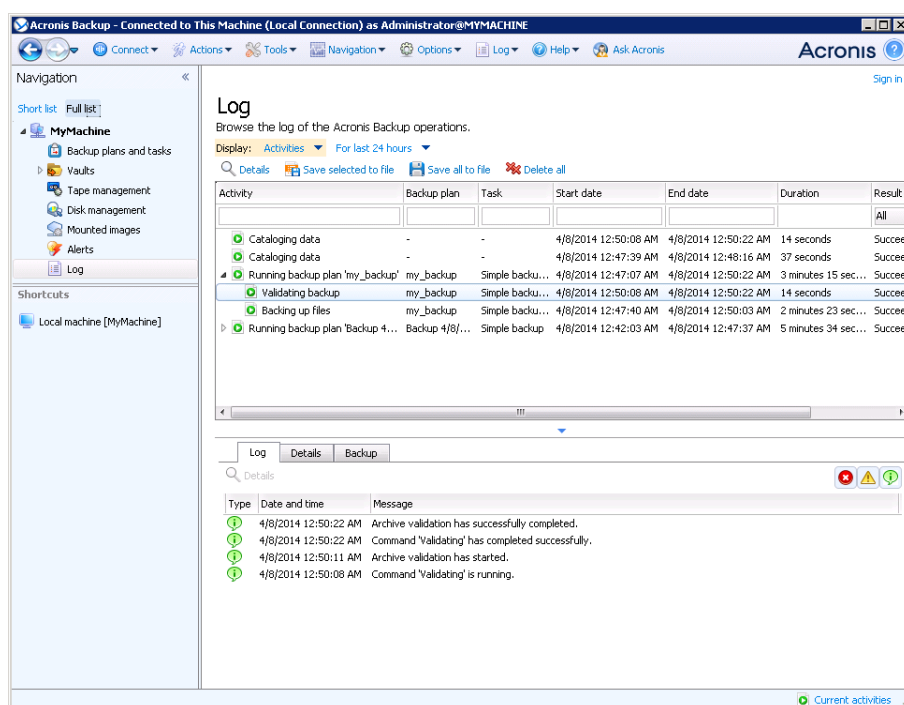 Acronis Backup - Connected to This Machine (Local Connection) as Administrator@MYMACHINE
Connect Actions Tools Navigation Options Log Help Ask Acronis Acronis
Navigation
Sign in
Short list Full list
MyMachine
Backup plans and tasks
Vaults
Tape management
Disk management
Mounted images
Alerts
Log
Shortcuts
Local machine [MyMachine]
Log
Browse the log of the Acronis Backup operations.
Display: Activities For last 24 hours
Details Save selected to file Save all to file Delete all
Activity Backup plan Task Start date End date Duration Result
All
Cataloging data - - 4/8/2014 12:50:08 AM 4/8/2014 12:50:22 AM 14 seconds Succee
Cataloging data - - 4/8/2014 12:47:39 AM 4/8/2014 12:48:16 AM 37 seconds Succee
Running backup plan 'my_backup' my_backup Simple backu... 4/8/2014 12:47:07 AM 4/8/2014 12:50:22 AM 3 minutes 15 sec... Succee
Validating backup my_backup Simple backu... 4/8/2014 12:50:08 AM 4/8/2014 12:50:22 AM 14 seconds Succee
Backing up files my_backup Simple backu... 4/8/2014 12:47:40 AM 4/8/2014 12:50:03 AM 2 minutes 23 sec... Succee
Running backup plan 'Backup 4... Backup 4/8/... Simple backup 4/8/2014 12:42:03 AM 4/8/2014 12:47:37 AM 5 minutes 34 sec... Succee
Log Details Backup
Details
Type Date and time Message
4/8/2014 12:50:22 AM Archive validation has successfully completed.
4/8/2014 12:50:22 AM Command 'Validating' has completed successfully.
4/8/2014 12:50:11 AM Archive validation has started.
4/8/2014 12:50:08 AM Command 'Validating' is running.
Current activities